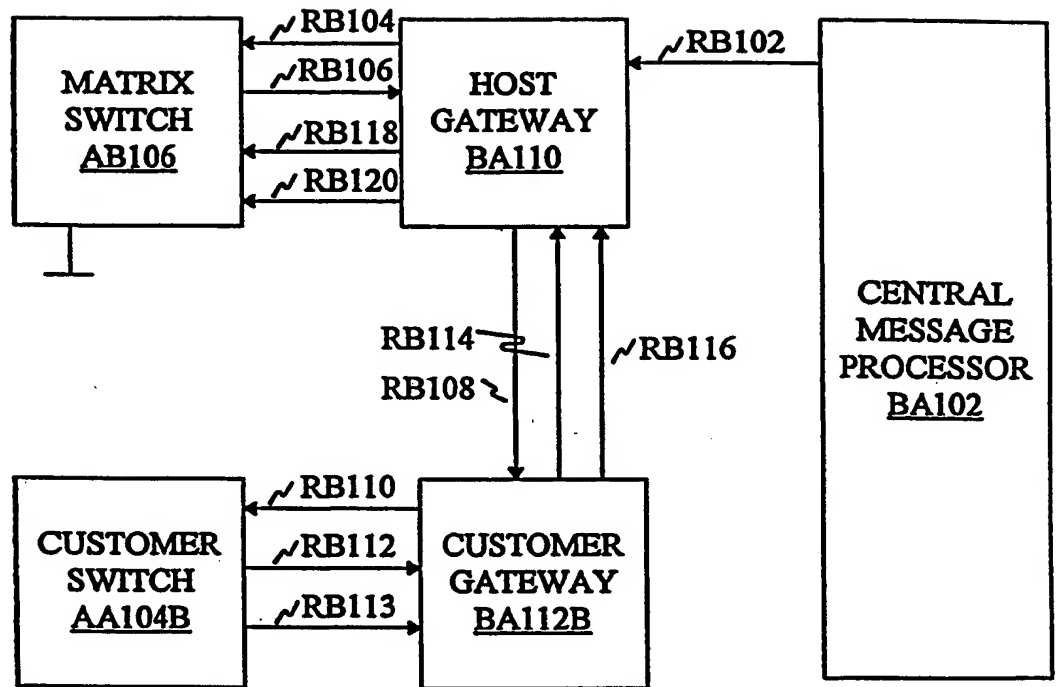 RB104
RB106
RB118
RB120
RB102
MATRIX
SWITCH
AB106
HOST
GATEWAY
BA110
CENTRAL
MESSAGE
PROCESSOR
BA102
RB114
RB108
RB116
RB110
RB112
RB113
CUSTOMER
SWITCH
AA104B
CUSTOMER
GATEWAY
BA112B